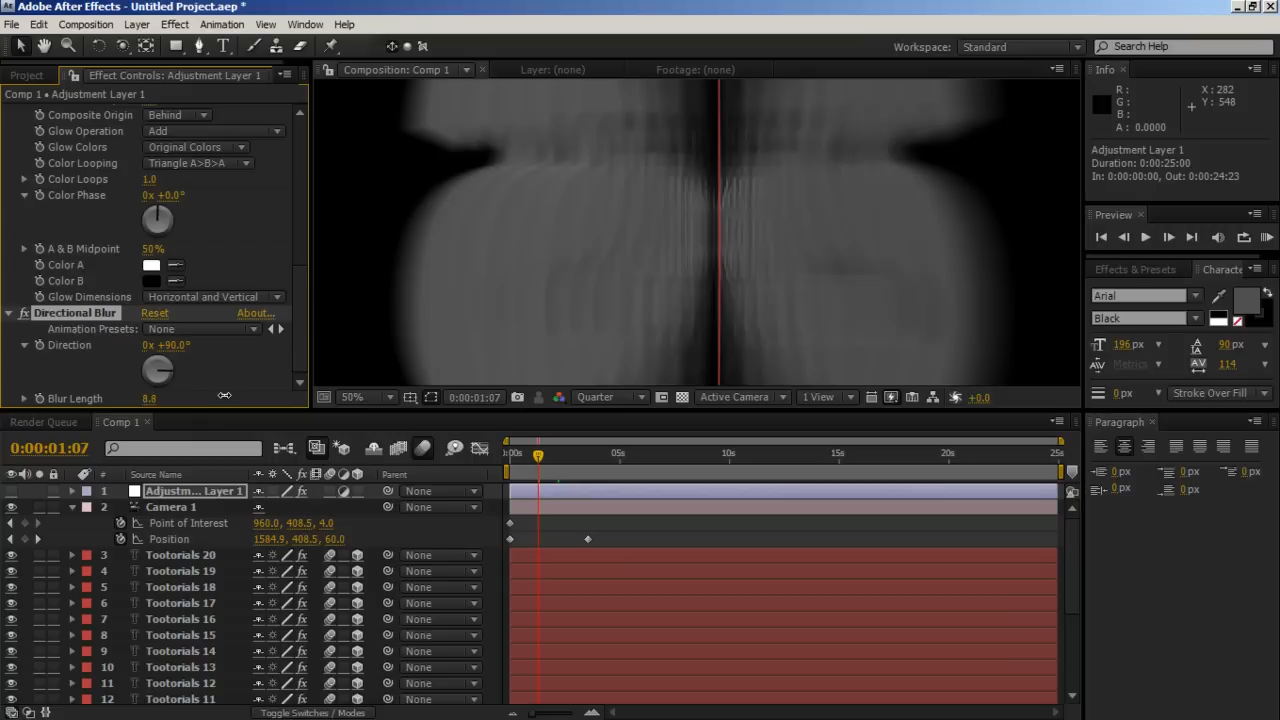 Adobe After Effects - Untitled Project.aep *
File Edit Composition Layer Effect Animation View Window Help
Workspace: Standard Search Help
Project Effect Controls: Adjustment Layer 1
Composition: Comp 1 Layer: (none) Footage: (none)
Info
Comp 1 • Adjustment Layer 1
Composite Origin Behind
Glow Operation Add
Glow Colors Original Colors
Color Looping Triangle A>B>A
Color Loops 1.0
Color Phase 0x +0.0°
A & B Midpoint 50%
Color A
Color B
Glow Dimensions Horizontal and Vertical
fx Directional Blur Reset About...
Animation Presets: None
Direction 0x +90.0°
Blur Length 8.8
50% 0:00:01:07 Quarter Active Camera 1 View +0.0
R : X : 282
G : Y : 548
B :
A : 0.0000
Adjustment Layer 1
Duration: 0:00:25:00
In: 0:00:00:00, Out: 0:00:24:23
Preview
Effects & Presets Characte
Arial
Black
196 px 90 px
Metrics 114
0 px Stroke Over Fill
Paragraph
0 px 0 px 0 px
0 px 0 px
Render Queue Comp 1
0:00:01:07
# Source Name Parent
0:00s 05s 10s 15s 20s 25s
1 Adjustm... Layer 1 None
2 Camera 1 None
Point of Interest 960.0, 408.5, 4.0
Position 1584.9, 408.5, 60.0
3 Tootorials 20 None
4 Tootorials 19 None
5 Tootorials 18 None
6 Tootorials 17 None
7 Tootorials 16 None
8 Tootorials 15 None
9 Tootorials 14 None
10 Tootorials 13 None
11 Tootorials 12 None
12 Tootorials 11 None
Toggle Switches / Modes